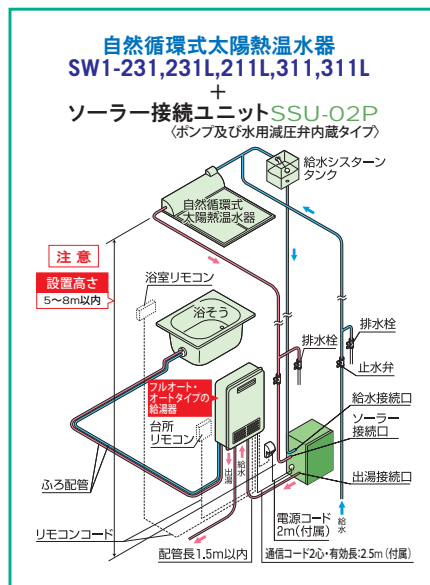 自然循環式太陽熱温水器
SW1-231,231L,211L,311,311L
+
ソーラー接続ユニットSSU-02P
〈ポンプ及び水用減圧弁内蔵タイプ〉
給水シスターン
タンク
自然循環式
太陽熱温水器
注意
設置高さ
5〜8m以内
浴室リモコン
浴そう
排水栓
排水栓
止水弁
フルオート・
オートタイプの
給湯器
台所
リモコン
給水接続口
ソーラー
接続口
出湯接続口
出湯
給水
ふろ配管
リモコンコード
電源コード
2m(付属)
給水
配管長1.5m以内
通信コード2心・有効長:2.5m(付属)